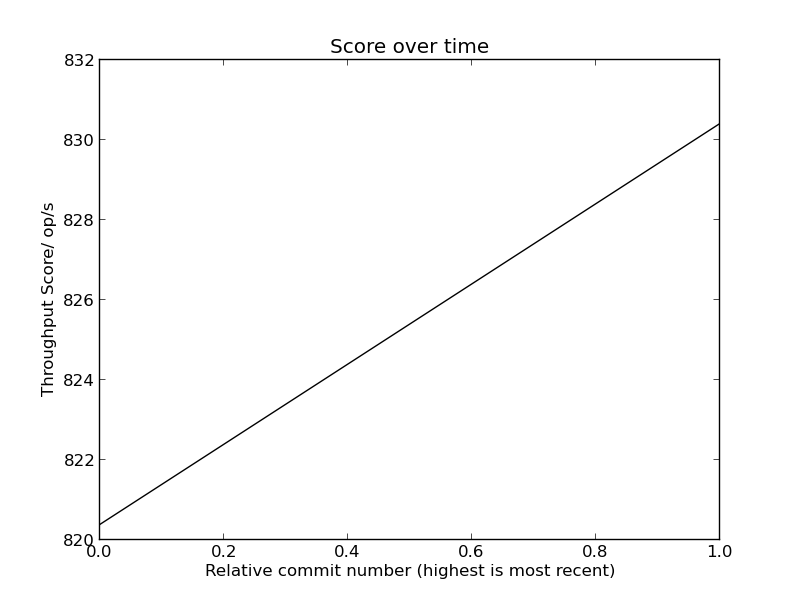 Score over time
832
830
828
826
824
822
820
Throughput Score/ op/s
0.0 0.2 0.4 0.6 0.8 1.0
Relative commit number (highest is most recent)